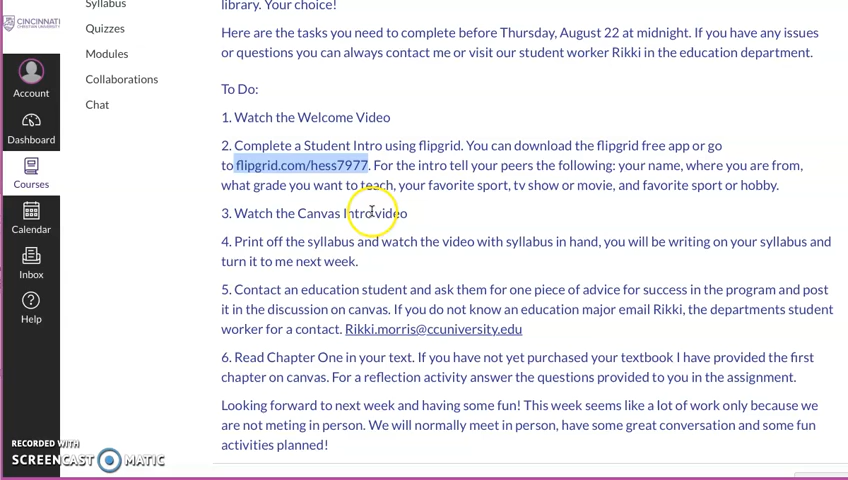 Syllabus
Quizzes
Modules
Collaborations
Chat
CINCINNATI
CHRISTIAN UNIVERSITY
Account
Dashboard
Courses
Calendar
Inbox
Help
library. Your choice!
Here are the tasks you need to complete before Thursday, August 22 at midnight. If you have any issues
or questions you can always contact me or visit our student worker Rikki in the education department.
To Do:
1. Watch the Welcome Video
2. Complete a Student Intro using flipgrid. You can download the flipgrid free app or go
to flipgrid.com/hess7977. For the intro tell your peers the following: your name, where you are from,
what grade you want to teach, your favorite sport, tv show or movie, and favorite sport or hobby.
3. Watch the Canvas Intro video
4. Print off the syllabus and watch the video with syllabus in hand, you will be writing on your syllabus and
turn it to me next week.
5. Contact an education student and ask them for one piece of advice for success in the program and post
it in the discussion on canvas. If you do not know an education major email Rikki, the departments student
worker for a contact. Rikki.morris@ccuniversity.edu
6. Read Chapter One in your text. If you have not yet purchased your textbook I have provided the first
chapter on canvas. For a reflection activity answer the questions provided to you in the assignment.
Looking forward to next week and having some fun! This week seems like a lot of work only because we
are not meting in person. We will normally meet in person, have some great conversation and some fun
activities planned!
RECORDED WITH
SCREENCAST MATIC